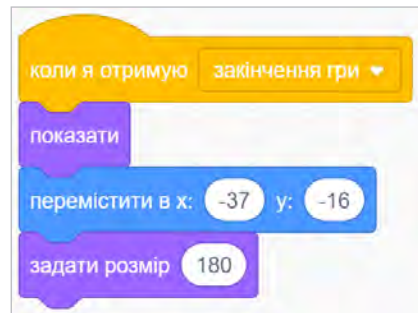 коли я отримую закінчення гри
показати
перемістити в x: -37 y: -16
задати розмір 180